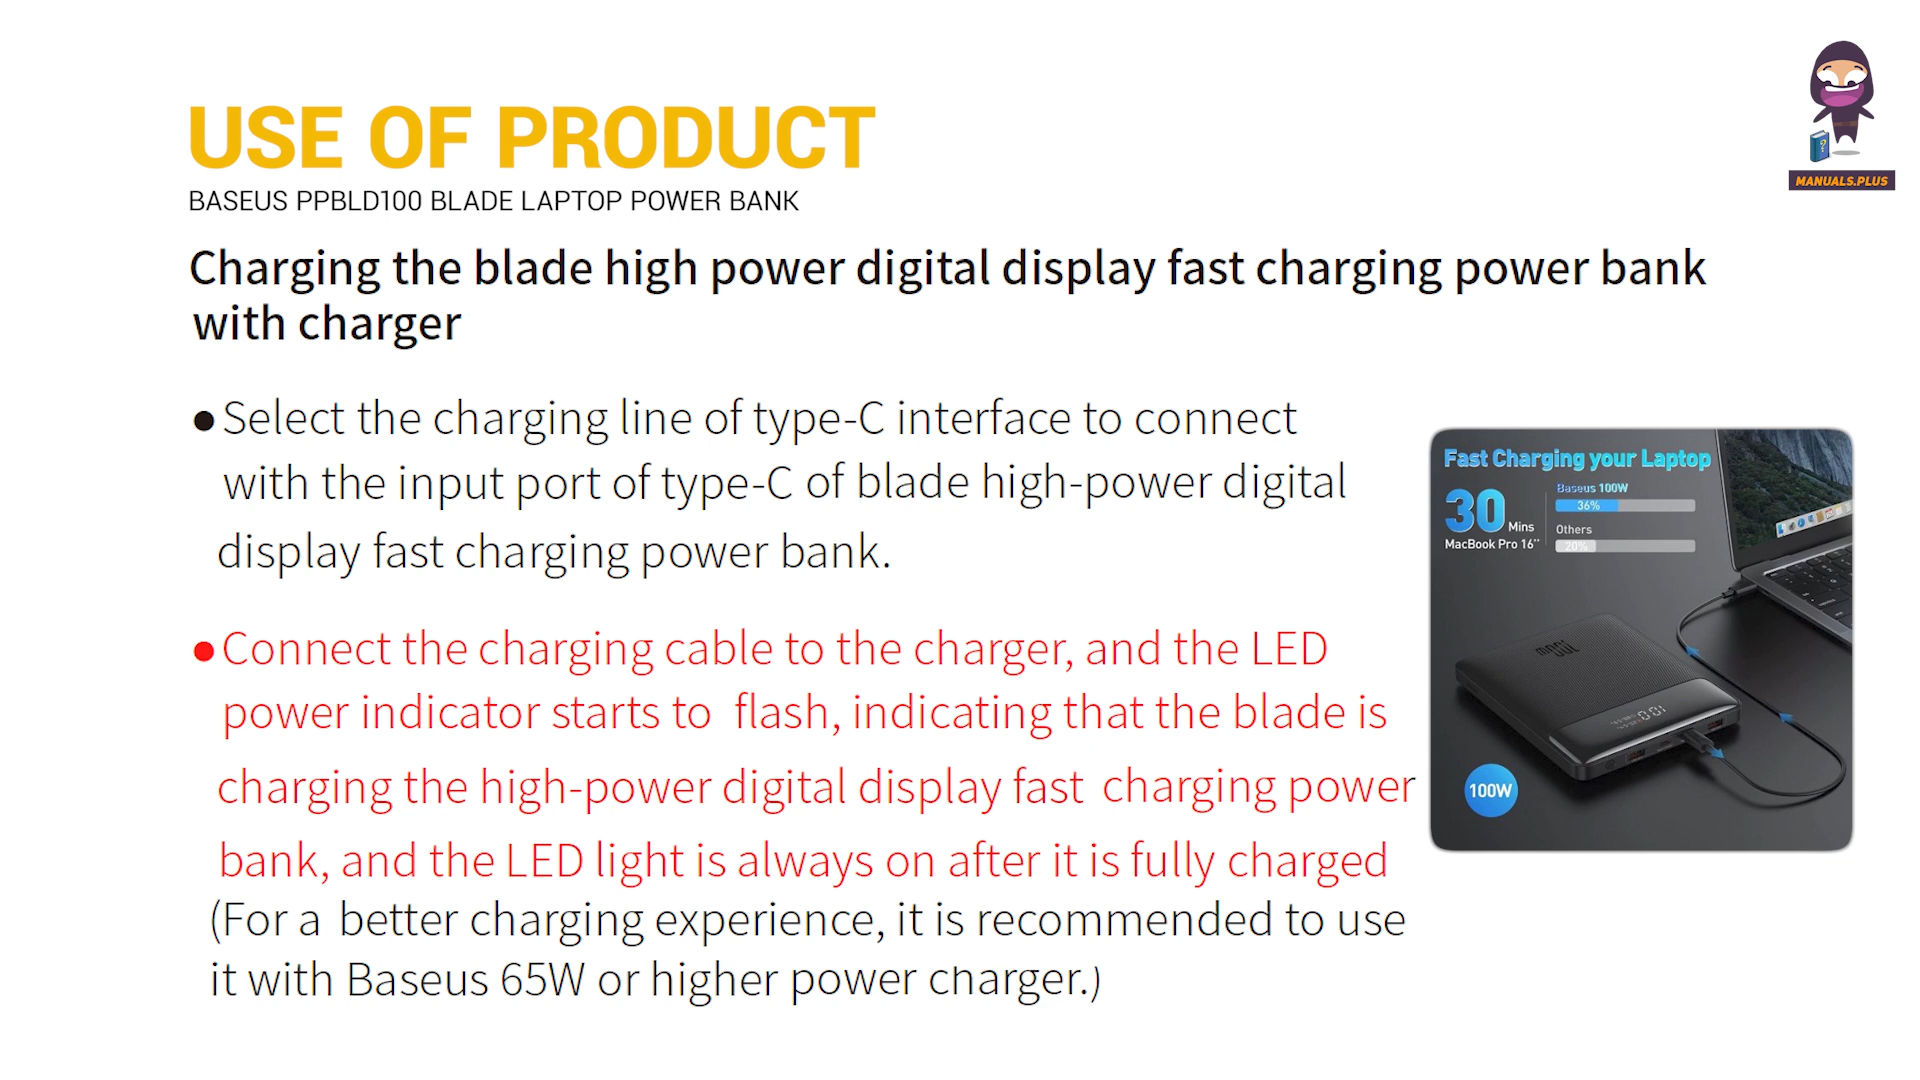 MANUALS.PLUS
USE OF PRODUCT
BASEUS PPBLD100 BLADE LAPTOP POWER BANK
Charging the blade high power digital display fast charging power bank
with charger
●Select the charging line of type-C interface to connect
with the input port of type-C of blade high-power digital
display fast charging power bank.
●Connect the charging cable to the charger, and the LED
power indicator starts to flash, indicating that the blade is
charging the high-power digital display fast charging power
bank, and the LED light is always on after it is fully charged
(For a better charging experience, it is recommended to use
it with Baseus 65W or higher power charger.)
Fast Charging your Laptop
30 Mins
MacBook Pro 16"
Baseus 100W
36%
Others
20%
100W
100W